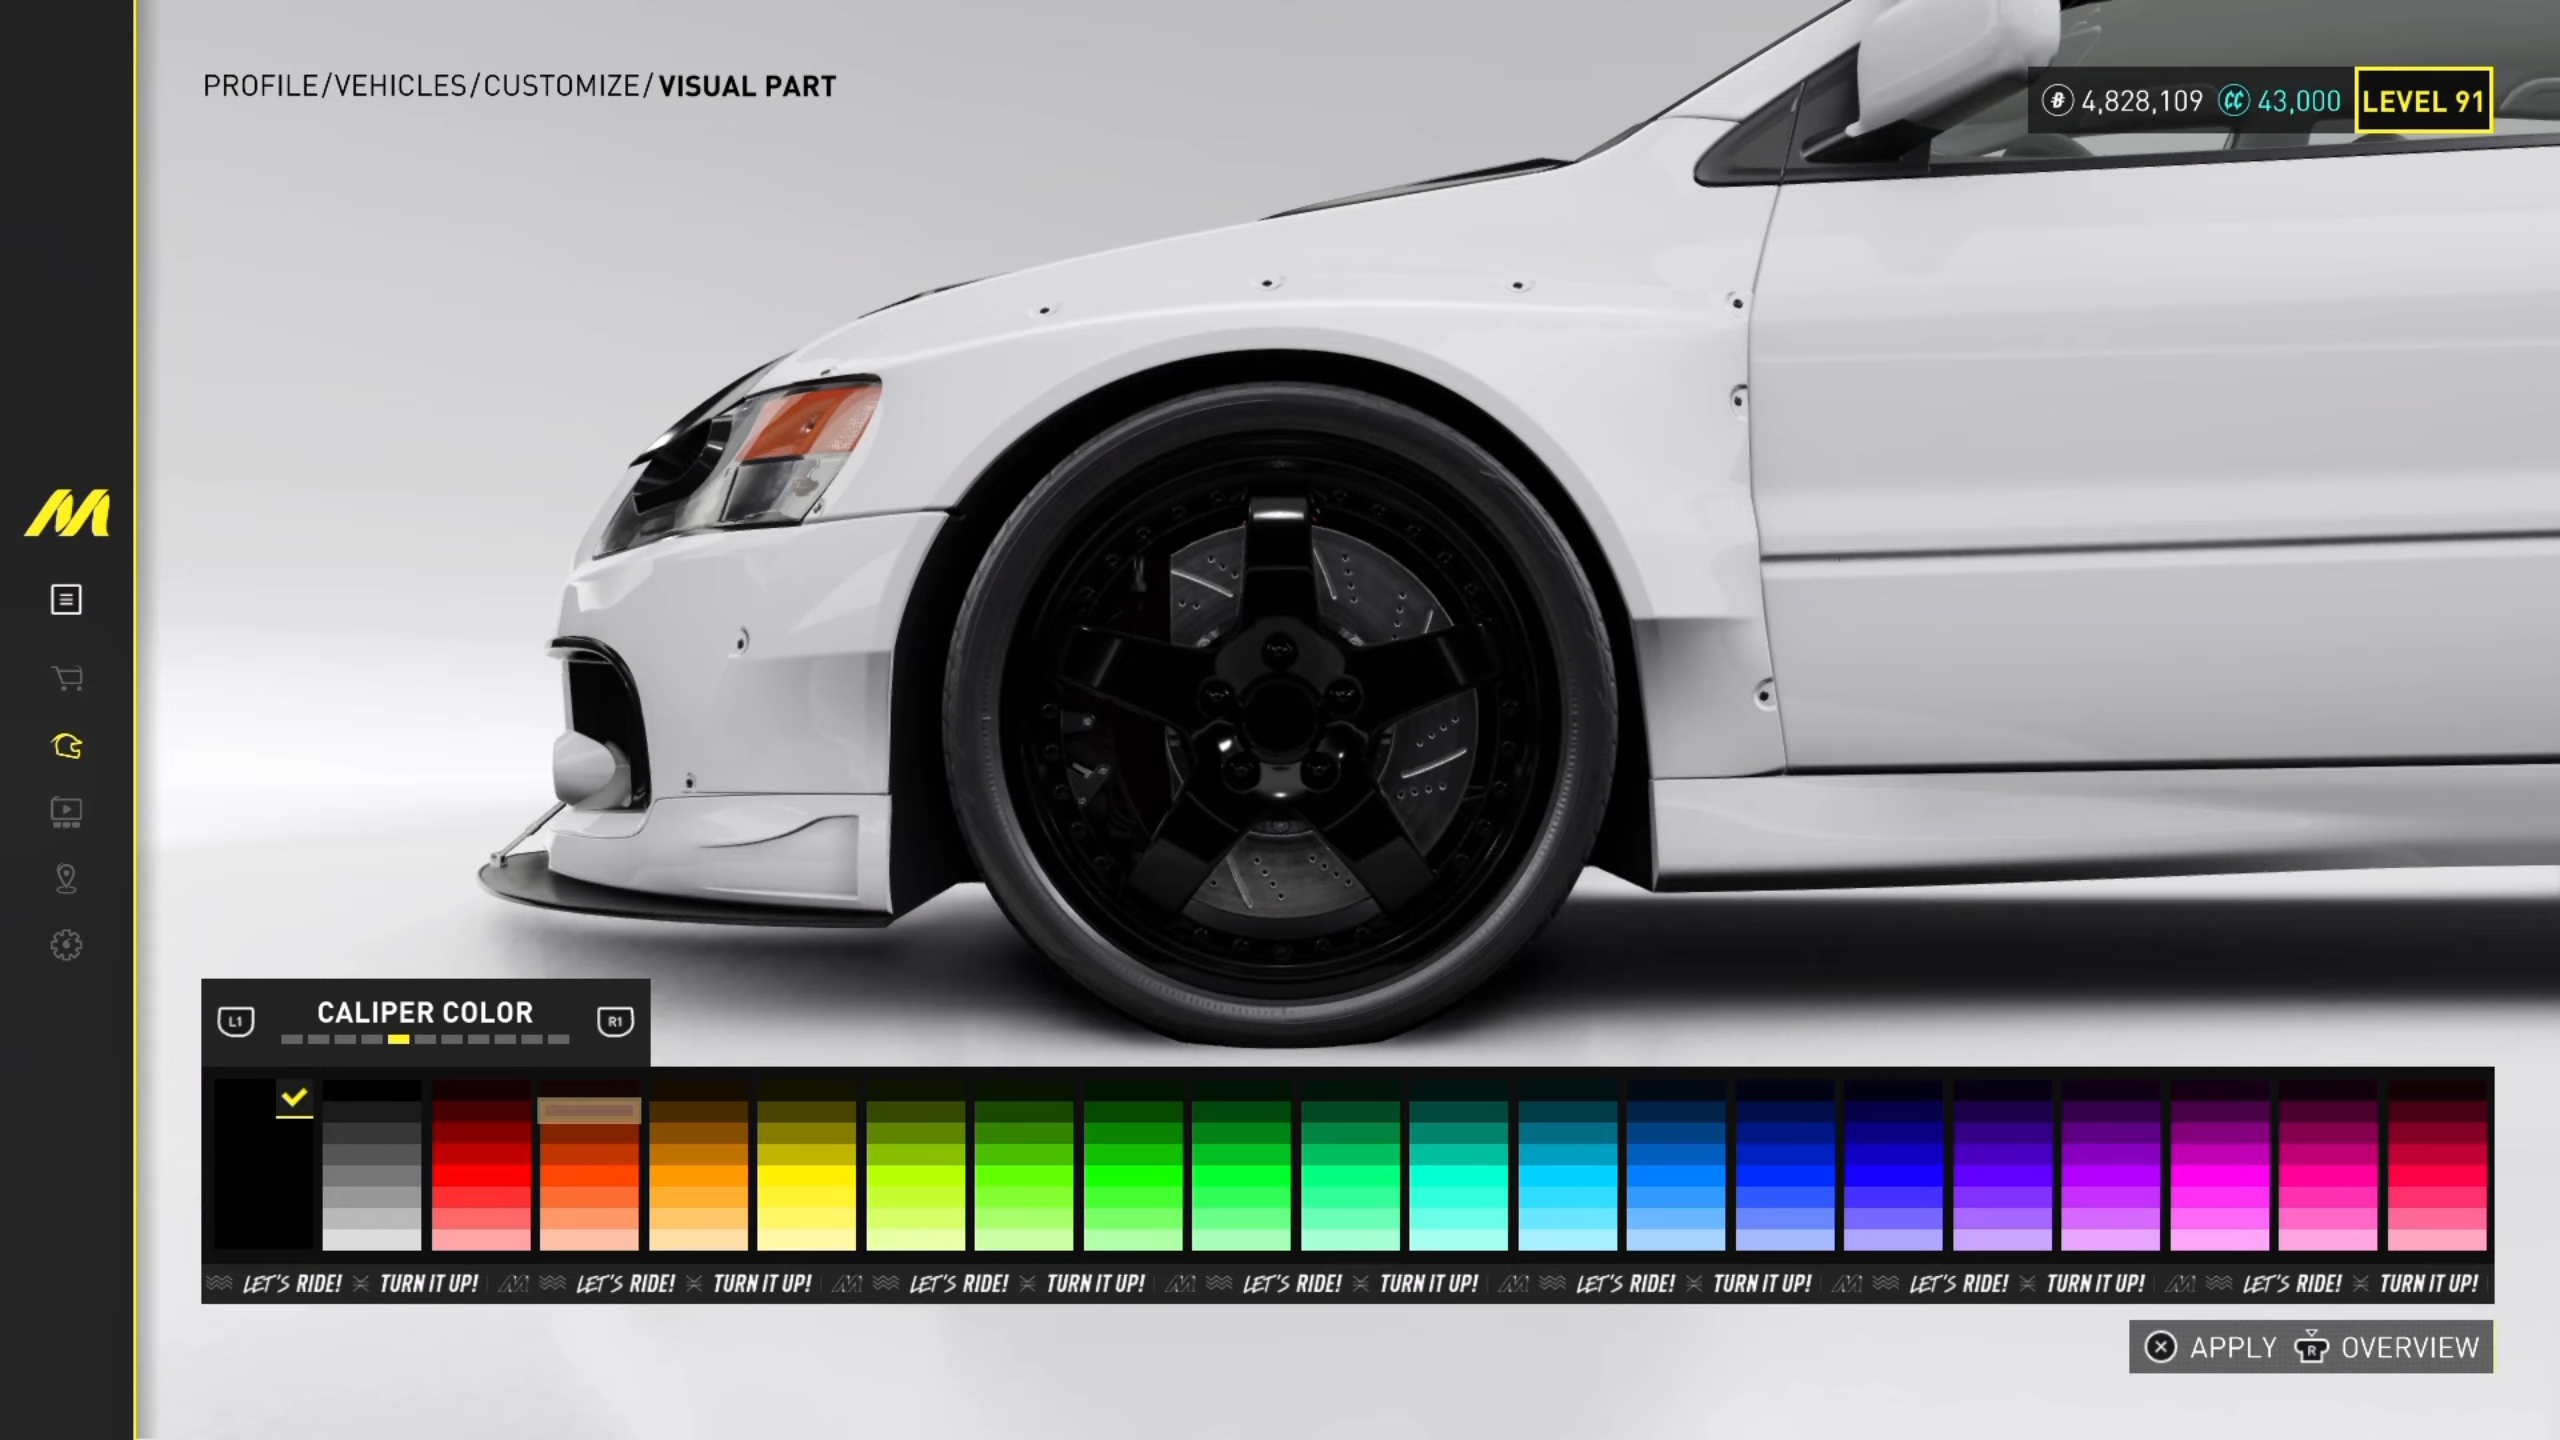 PROFILE/VEHICLES/CUSTOMIZE/VISUAL PART
4,828,109 CC 43,000 LEVEL 91
L1 CALIPER COLOR R1
LET'S RIDE! TURN IT UP! LET'S RIDE! TURN IT UP! LET'S RIDE! TURN IT UP! LET'S RIDE! TURN IT UP! LET'S RIDE! TURN IT UP! LET'S RIDE! TURN IT UP! LET'S RIDE! TURN IT UP!
APPLY R OVERVIEW